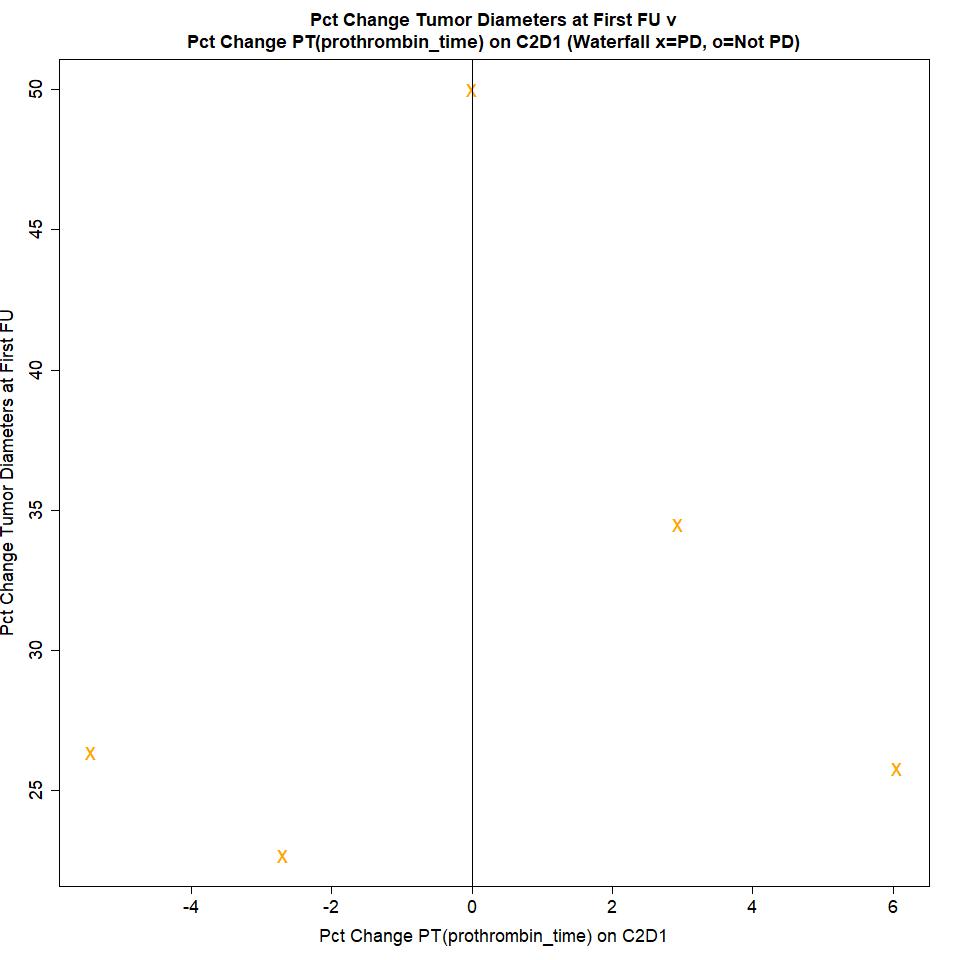 Pct Change Tumor Diameters at First FU v
Pct Change PT(prothrombin_time) on C2D1 (Waterfall x=PD, o=Not PD)
Pct Change Tumor Diameters at First FU
50
45
40
35
30
25
X
X
X
X
X
-4
-2
0
2
4
6
Pct Change PT(prothrombin_time) on C2D1